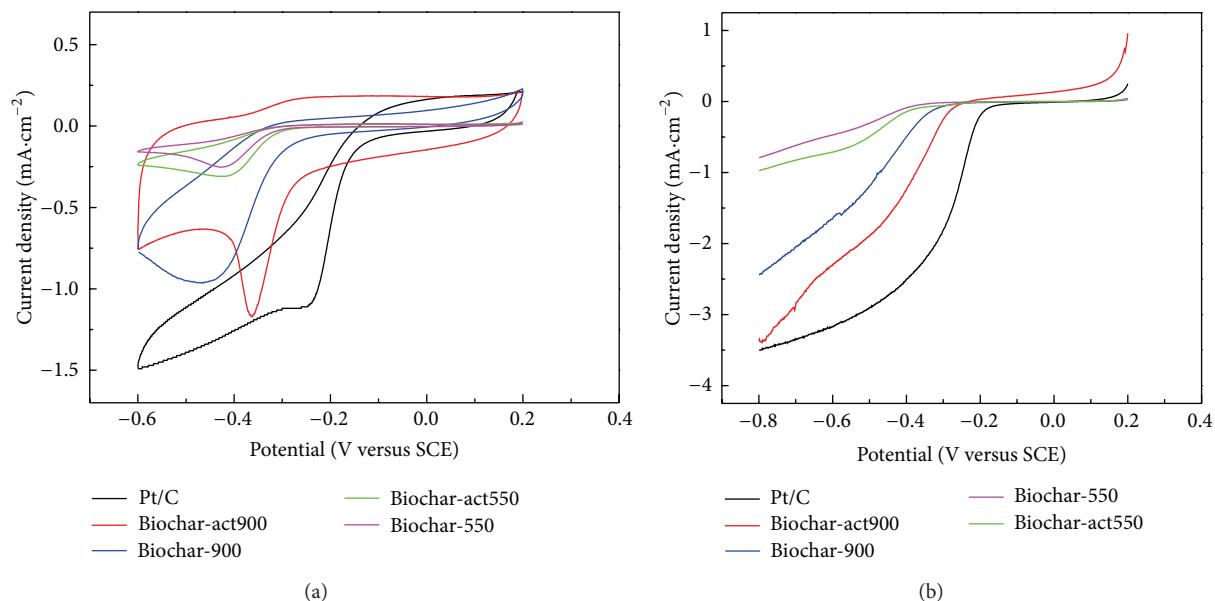 0.5
0.0
−0.5
−1.0
−1.5
Current density (mA·cm−2)
−0.6 −0.4 −0.2 0.0 0.2 0.4
Potential (V versus SCE)
Pt/C
Biochar-act900
Biochar-900
Biochar-act550
Biochar-550
(a)
1
0
−1
−2
−3
−4
Current density (mA·cm−2)
−0.8 −0.6 −0.4 −0.2 0.0 0.2 0.4
Potential (V versus SCE)
Pt/C
Biochar-act900
Biochar-900
Biochar-550
Biochar-act550
(b)